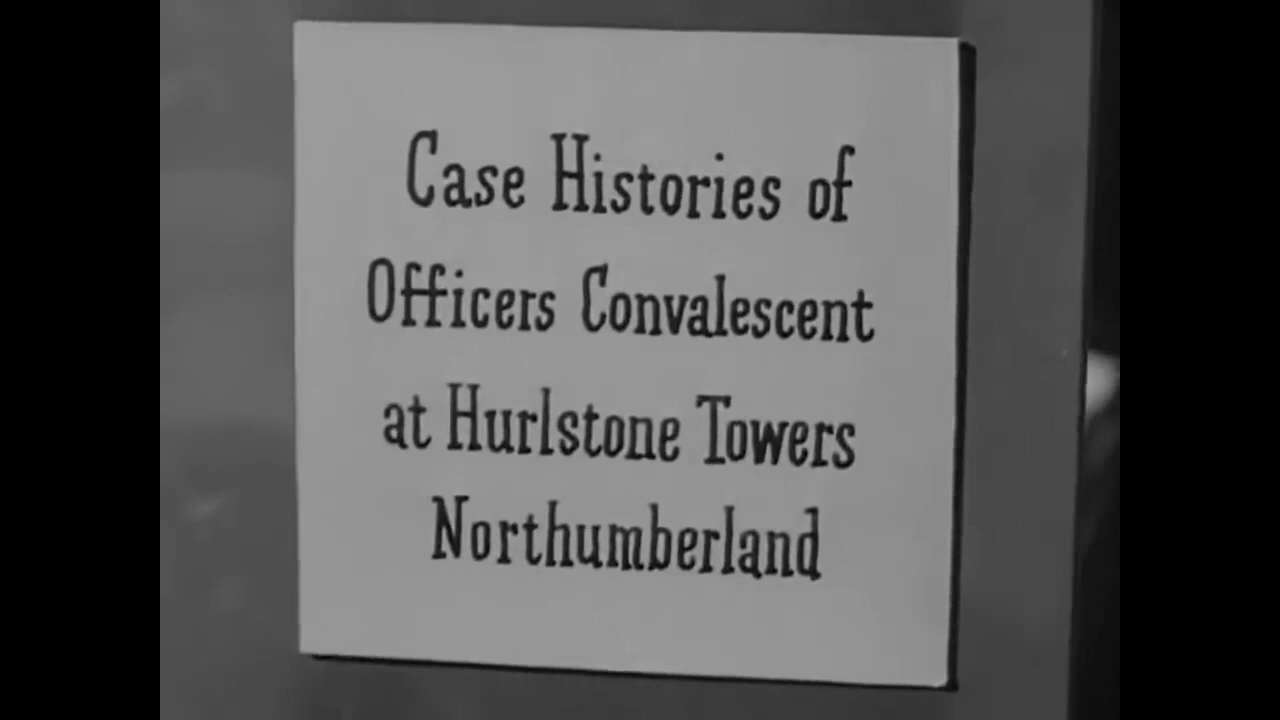 Case Histories of
Officers Convalescent
at Hurlstone Towers
Northumberland